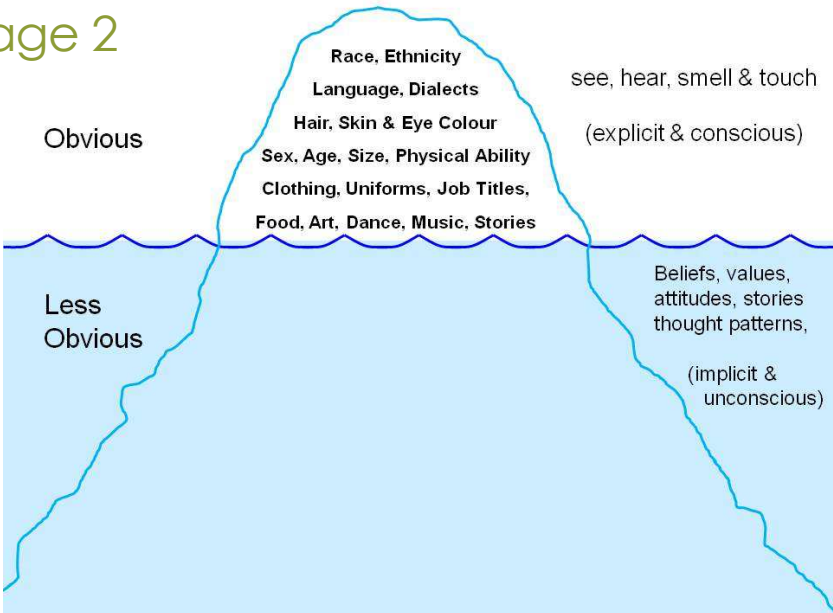 age 2
Race, Ethnicity
Language, Dialects
Hair, Skin & Eye Colour
Sex, Age, Size, Physical Ability
Clothing, Uniforms, Job Titles,
Food, Art, Dance, Music, Stories
Obvious
see, hear, smell & touch
(explicit & conscious)
Less
Obvious
Beliefs, values,
attitudes, stories
thought patterns,
(implicit &
unconscious)